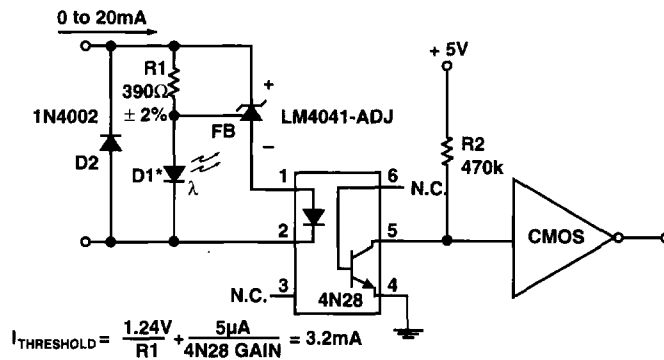 0 to 20mA
R1
390Ω
± 2%
+
FB
LM4041-ADJ
−
1N4002
D2
D1*
λ
+ 5V
R2
470k
1
2
3
N.C.
6
N.C.
5
4
4N28
CMOS
I_THRESHOLD = 1.24V / R1 + 5µA / 4N28 GAIN = 3.2mA